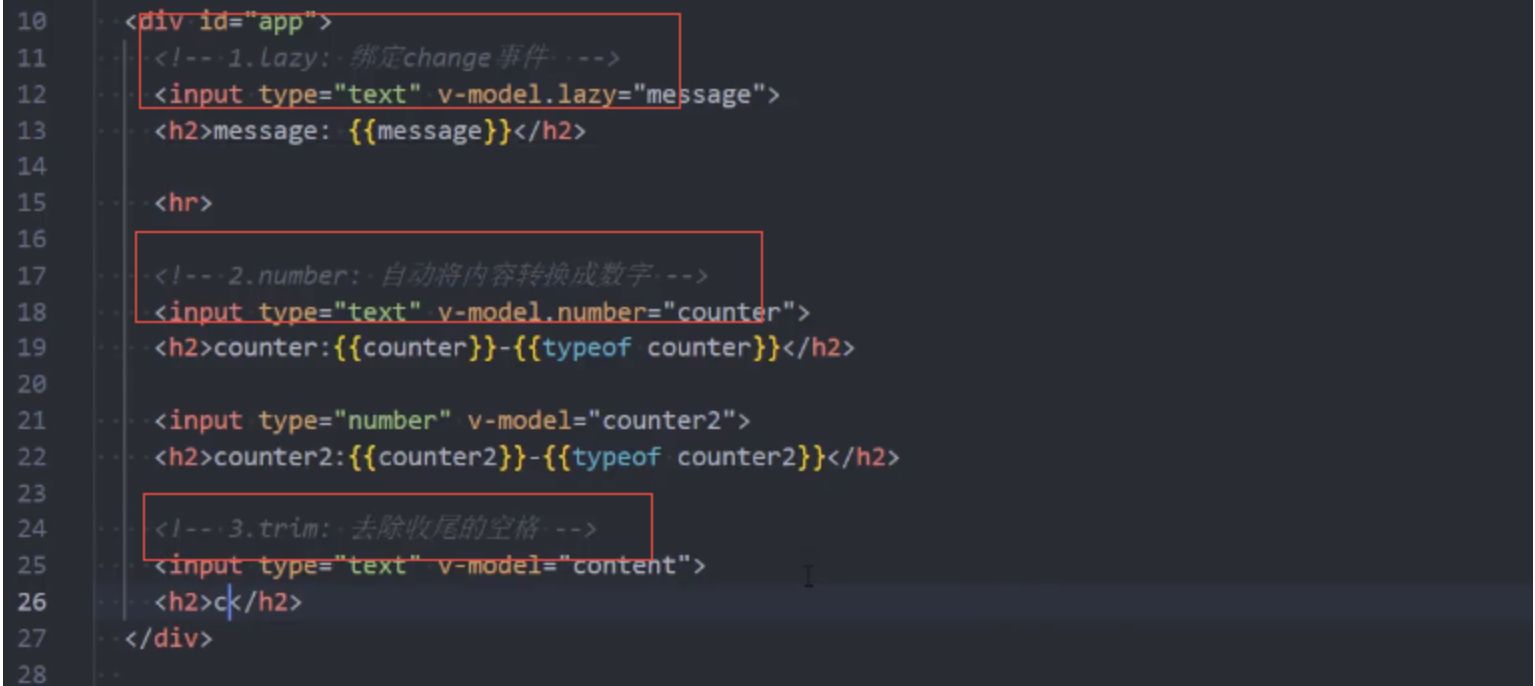 10 <div id="app">
11 <!-- 1.lazy: 绑定change事件 -->
12 <input type="text" v-model.lazy="message">
13 <h2>message: {{message}}</h2>
14
15 <hr>
16
17 <!-- 2.number: 自动将内容转换成数字 -->
18 <input type="text" v-model.number="counter">
19 <h2>counter:{{counter}}-{{typeof counter}}</h2>
20
21 <input type="number" v-model="counter2">
22 <h2>counter2:{{counter2}}-{{typeof counter2}}</h2>
23
24 <!-- 3.trim: 去除收尾的空格 -->
25 <input type="text" v-model="content">
26 <h2>c</h2>
27 </div>
28